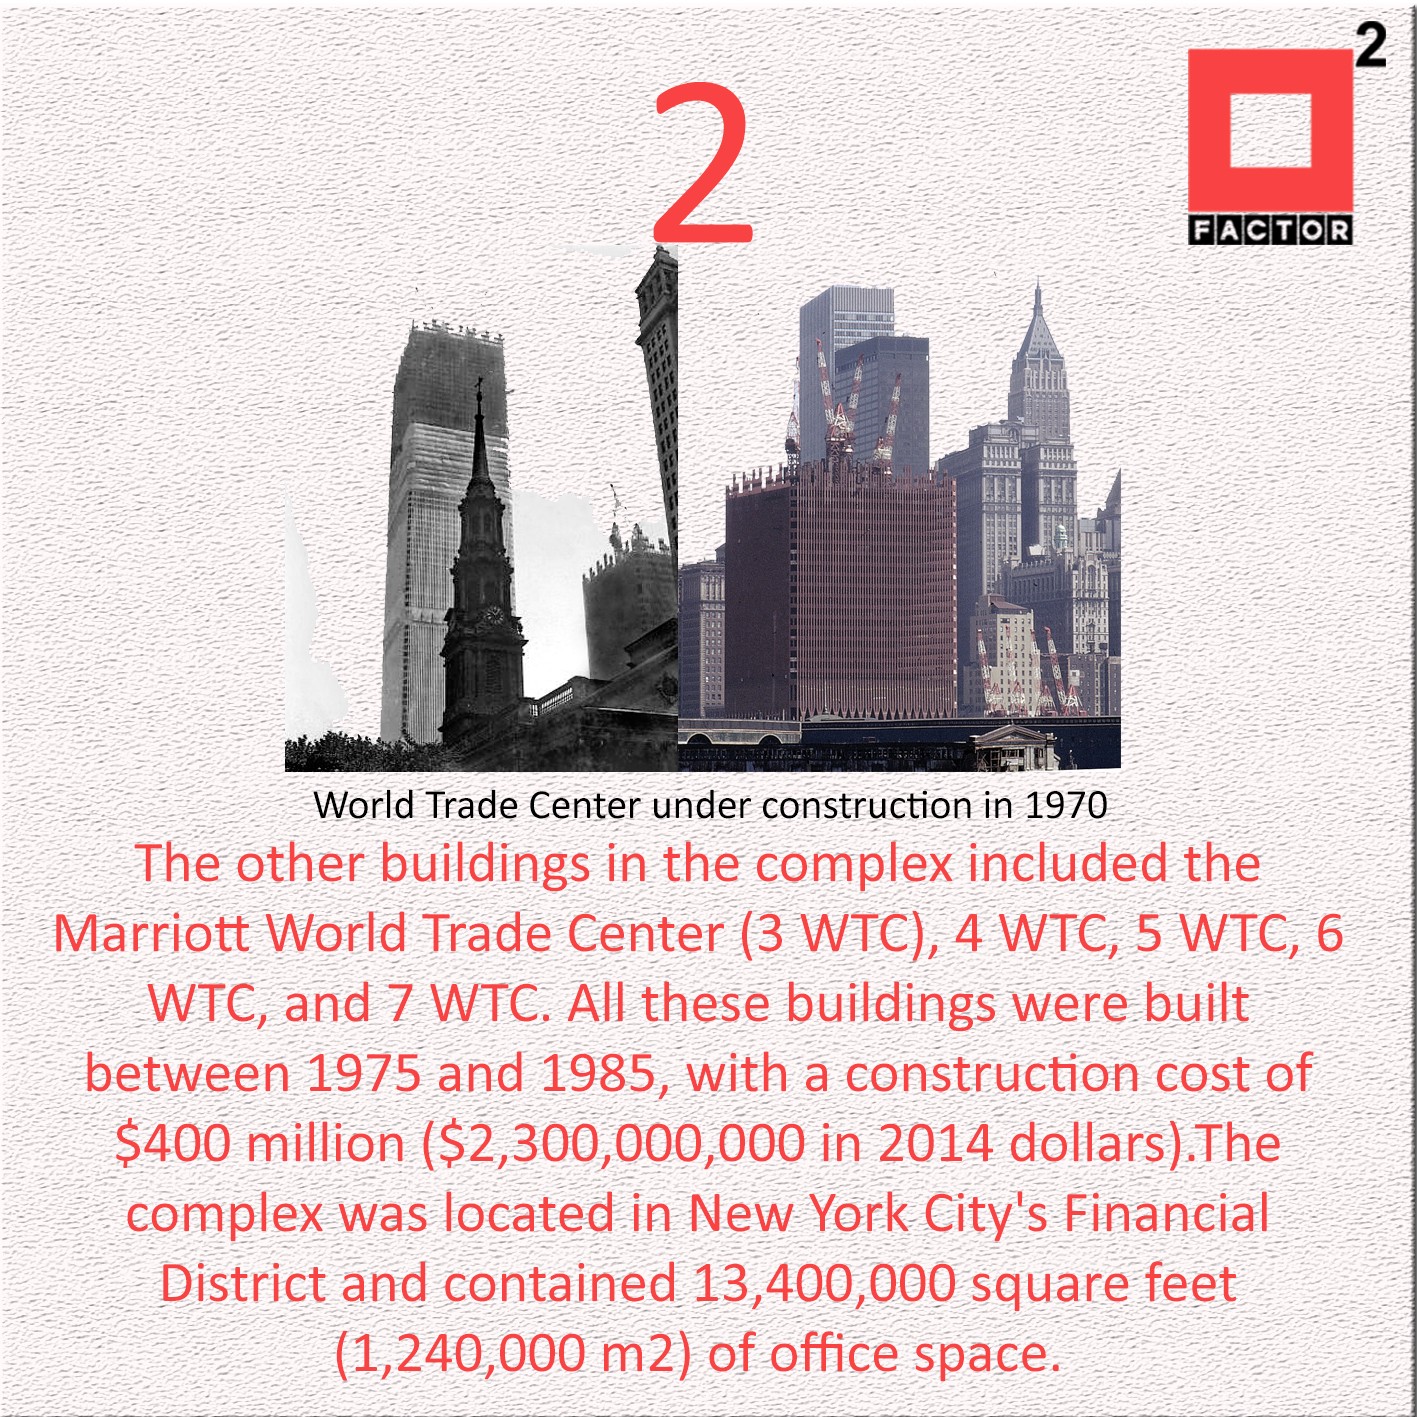 2
2
FACTOR
World Trade Center under construction in 1970
The other buildings in the complex included the
Marriott World Trade Center (3 WTC), 4 WTC, 5 WTC, 6
WTC, and 7 WTC. All these buildings were built
between 1975 and 1985, with a construction cost of
$400 million ($2,300,000,000 in 2014 dollars).The
complex was located in New York City's Financial
District and contained 13,400,000 square feet
(1,240,000 m2) of office space.